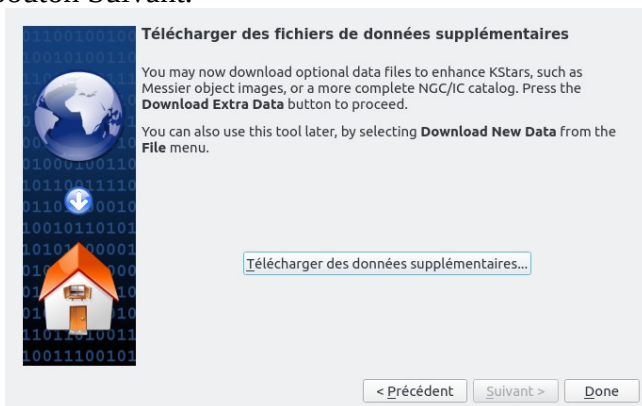 bouton Suivant.
Télécharger des fichiers de données supplémentaires
You may now download optional data files to enhance KStars, such as
Messier object images, or a more complete NGC/IC catalog. Press the
Download Extra Data button to proceed.
You can also use this tool later, by selecting Download New Data from the
File menu.
Télécharger des données supplémentaires...
< Précédent
Suivant >
Done